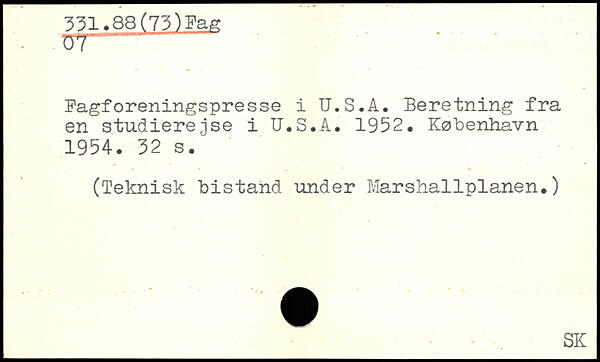 331.88(73)Fag
07
Fagforeningspresse i U.S.A. Beretning fra
en studierejse i U.S.A. 1952. København
1954. 32 s.
(Teknisk bistand under Marshallplanen.)
SK